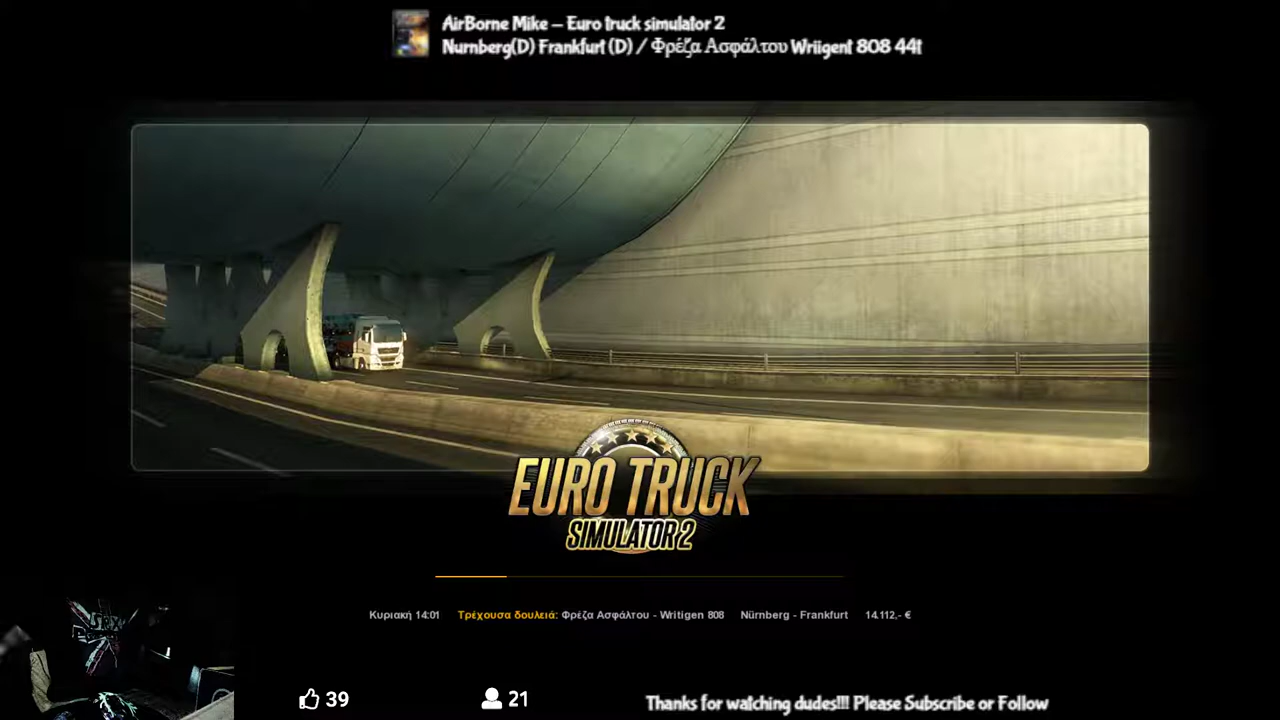 AirBorne Mike - Euro truck simulator 2
Nurnberg(D) Frankfurt (D) / Φρέζα Ασφάλτου Wriigent 808 44t
EURO TRUCK
SIMULATOR 2
Κυριακή 14:01 Τρέχουσα δουλειά: Φρέζα Ασφάλτου - Writigen 808 Nürnberg - Frankfurt 14.112,- €
39 21 Thanks for watching dudes!!! Please Subscribe or Follow